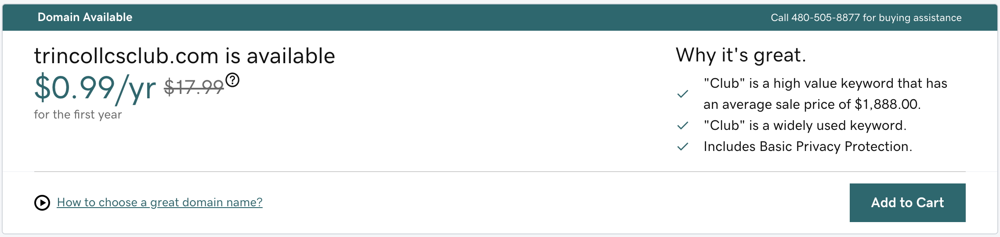 Domain Available
Call 480-505-8877 for buying assistance
trincollcsclub.com is available
$0.99/yr $17.99
for the first year
Why it's great.
"Club" is a high value keyword that has
an average sale price of $1,888.00.
"Club" is a widely used keyword.
Includes Basic Privacy Protection.
How to choose a great domain name?
Add to Cart